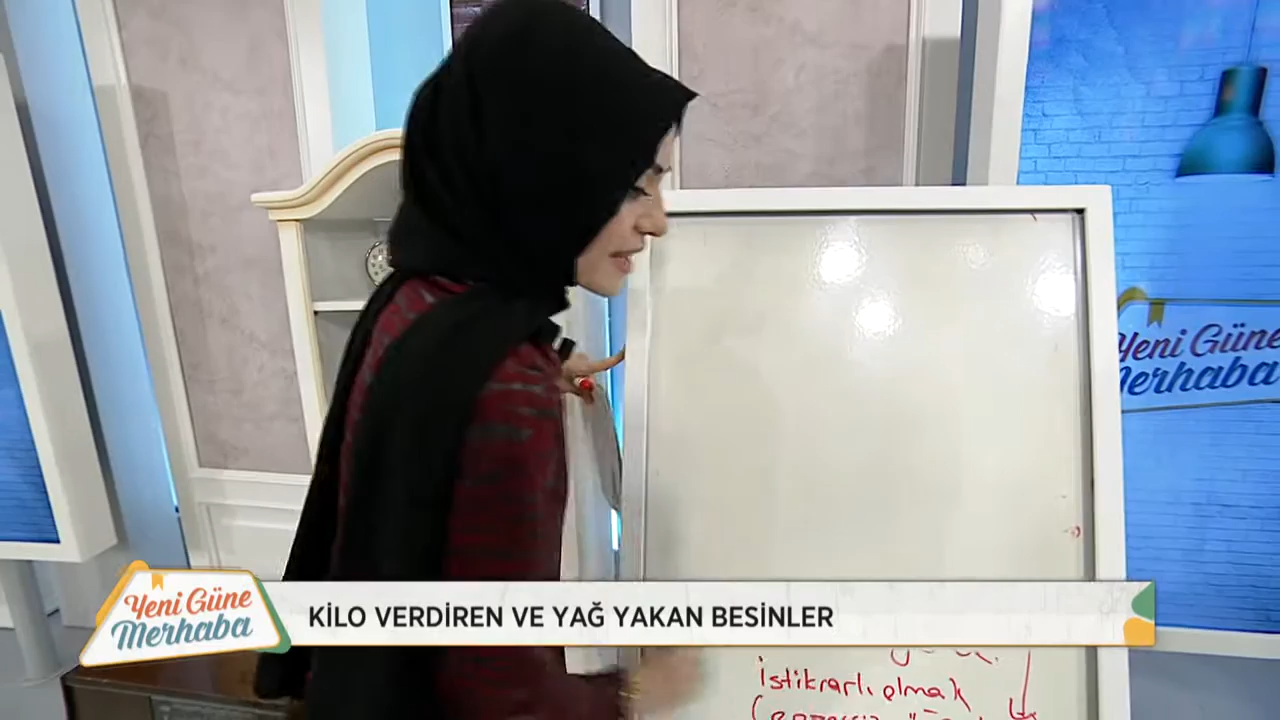 Yeni Güne
Merhaba
Yeni Güne
Merhaba
KİLO VERDİREN VE YAĞ YAKAN BESİNLER
İstikrarlı olmak